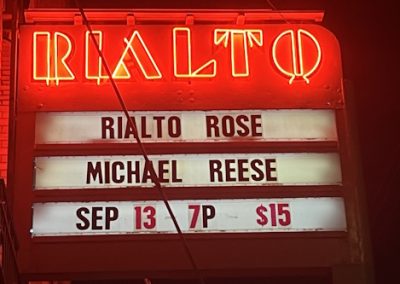 RIALTO
RIALTO ROSE
MICHAEL REESE
SEP 13 - 7P $15